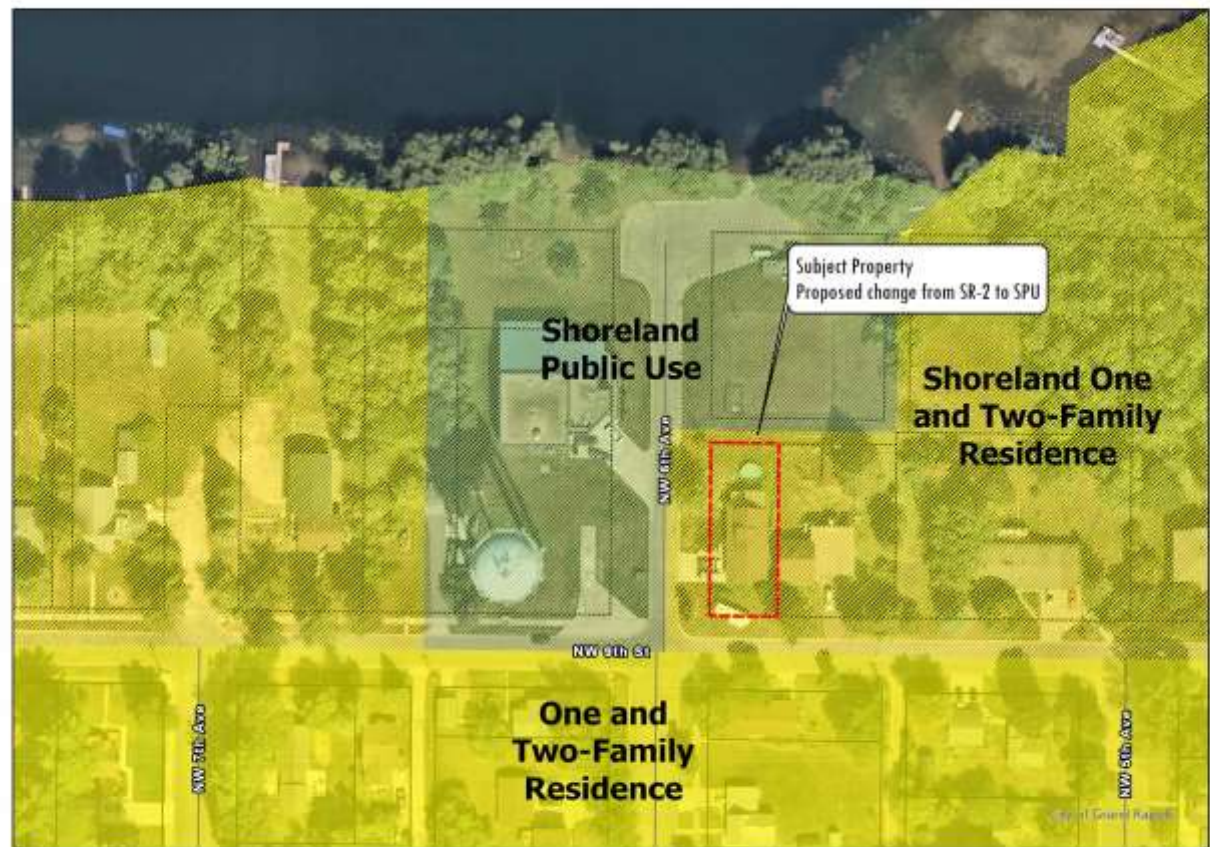 Subject Property
Proposed change from SR-2 to SPU
Shoreland
Public Use
Shoreland One
and Two-Family
Residence
NW 6th Ave
NW 9th St
One and
Two-Family
Residence
NW 7th Ave
NW 5th Ave
City of Grand Rapids